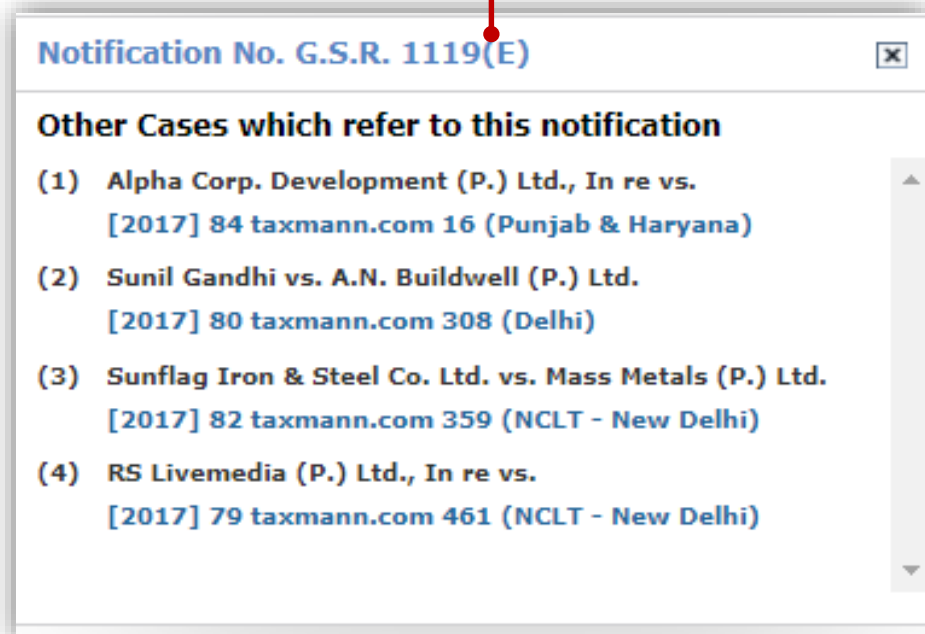 Notification No. G.S.R. 1119(E)
Other Cases which refer to this notification
(1) Alpha Corp. Development (P.) Ltd., In re vs.
[2017] 84 taxmann.com 16 (Punjab & Haryana)
(2) Sunil Gandhi vs. A.N. Buildwell (P.) Ltd.
[2017] 80 taxmann.com 308 (Delhi)
(3) Sunflag Iron & Steel Co. Ltd. vs. Mass Metals (P.) Ltd.
[2017] 82 taxmann.com 359 (NCLT - New Delhi)
(4) RS Livemedia (P.) Ltd., In re vs.
[2017] 79 taxmann.com 461 (NCLT - New Delhi)